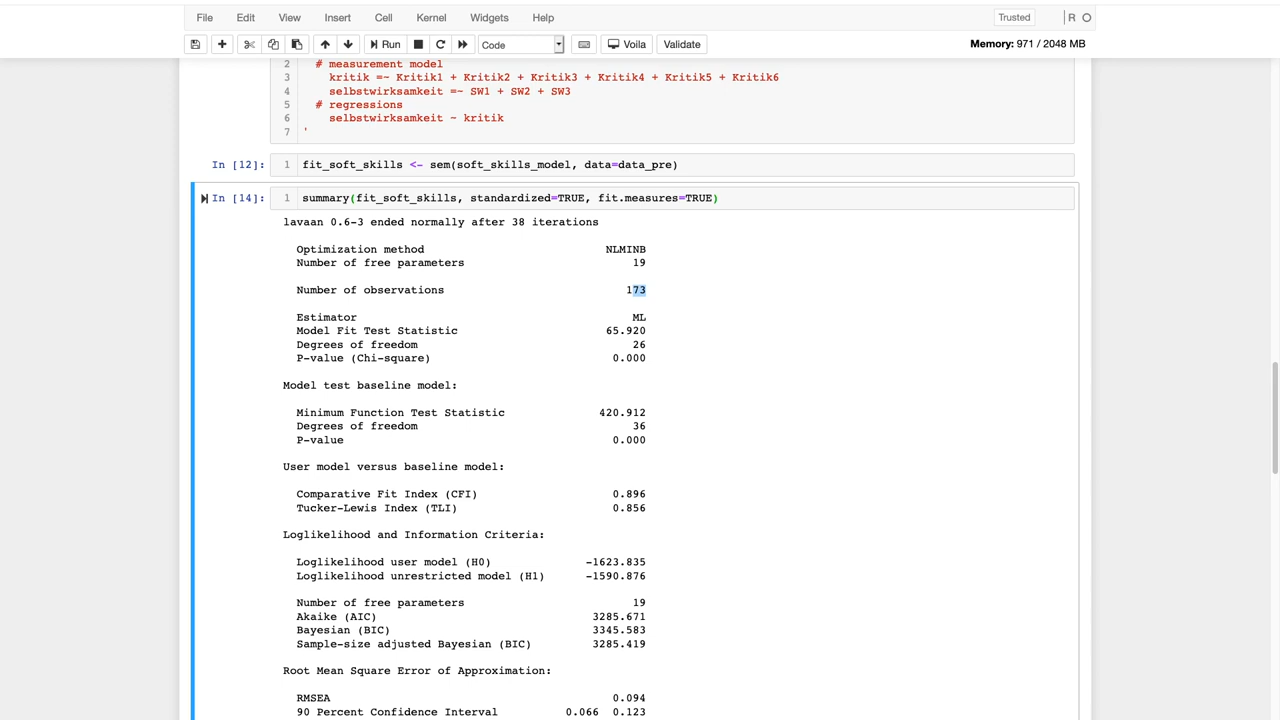 File Edit View Insert Cell Kernel Widgets Help Trusted R
Run Code Voila Validate Memory: 971 / 2048 MB
2 # measurement model
3 kritik =~ Kritik1 + Kritik2 + Kritik3 + Kritik4 + Kritik5 + Kritik6
4 selbstwirksamkeit =~ SW1 + SW2 + SW3
5 # regressions
6 selbstwirksamkeit ~ kritik
7 '
In [12]: 1 fit_soft_skills <- sem(soft_skills_model, data=data_pre)
In [14]: 1 summary(fit_soft_skills, standardized=TRUE, fit.measures=TRUE)
lavaan 0.6-3 ended normally after 38 iterations
Optimization method NLMINB
Number of free parameters 19
Number of observations 173
Estimator ML
Model Fit Test Statistic 65.920
Degrees of freedom 26
P-value (Chi-square) 0.000
Model test baseline model:
Minimum Function Test Statistic 420.912
Degrees of freedom 36
P-value 0.000
User model versus baseline model:
Comparative Fit Index (CFI) 0.896
Tucker-Lewis Index (TLI) 0.856
Loglikelihood and Information Criteria:
Loglikelihood user model (H0) -1623.835
Loglikelihood unrestricted model (H1) -1590.876
Number of free parameters 19
Akaike (AIC) 3285.671
Bayesian (BIC) 3345.583
Sample-size adjusted Bayesian (BIC) 3285.419
Root Mean Square Error of Approximation:
RMSEA 0.094
90 Percent Confidence Interval 0.066 0.123